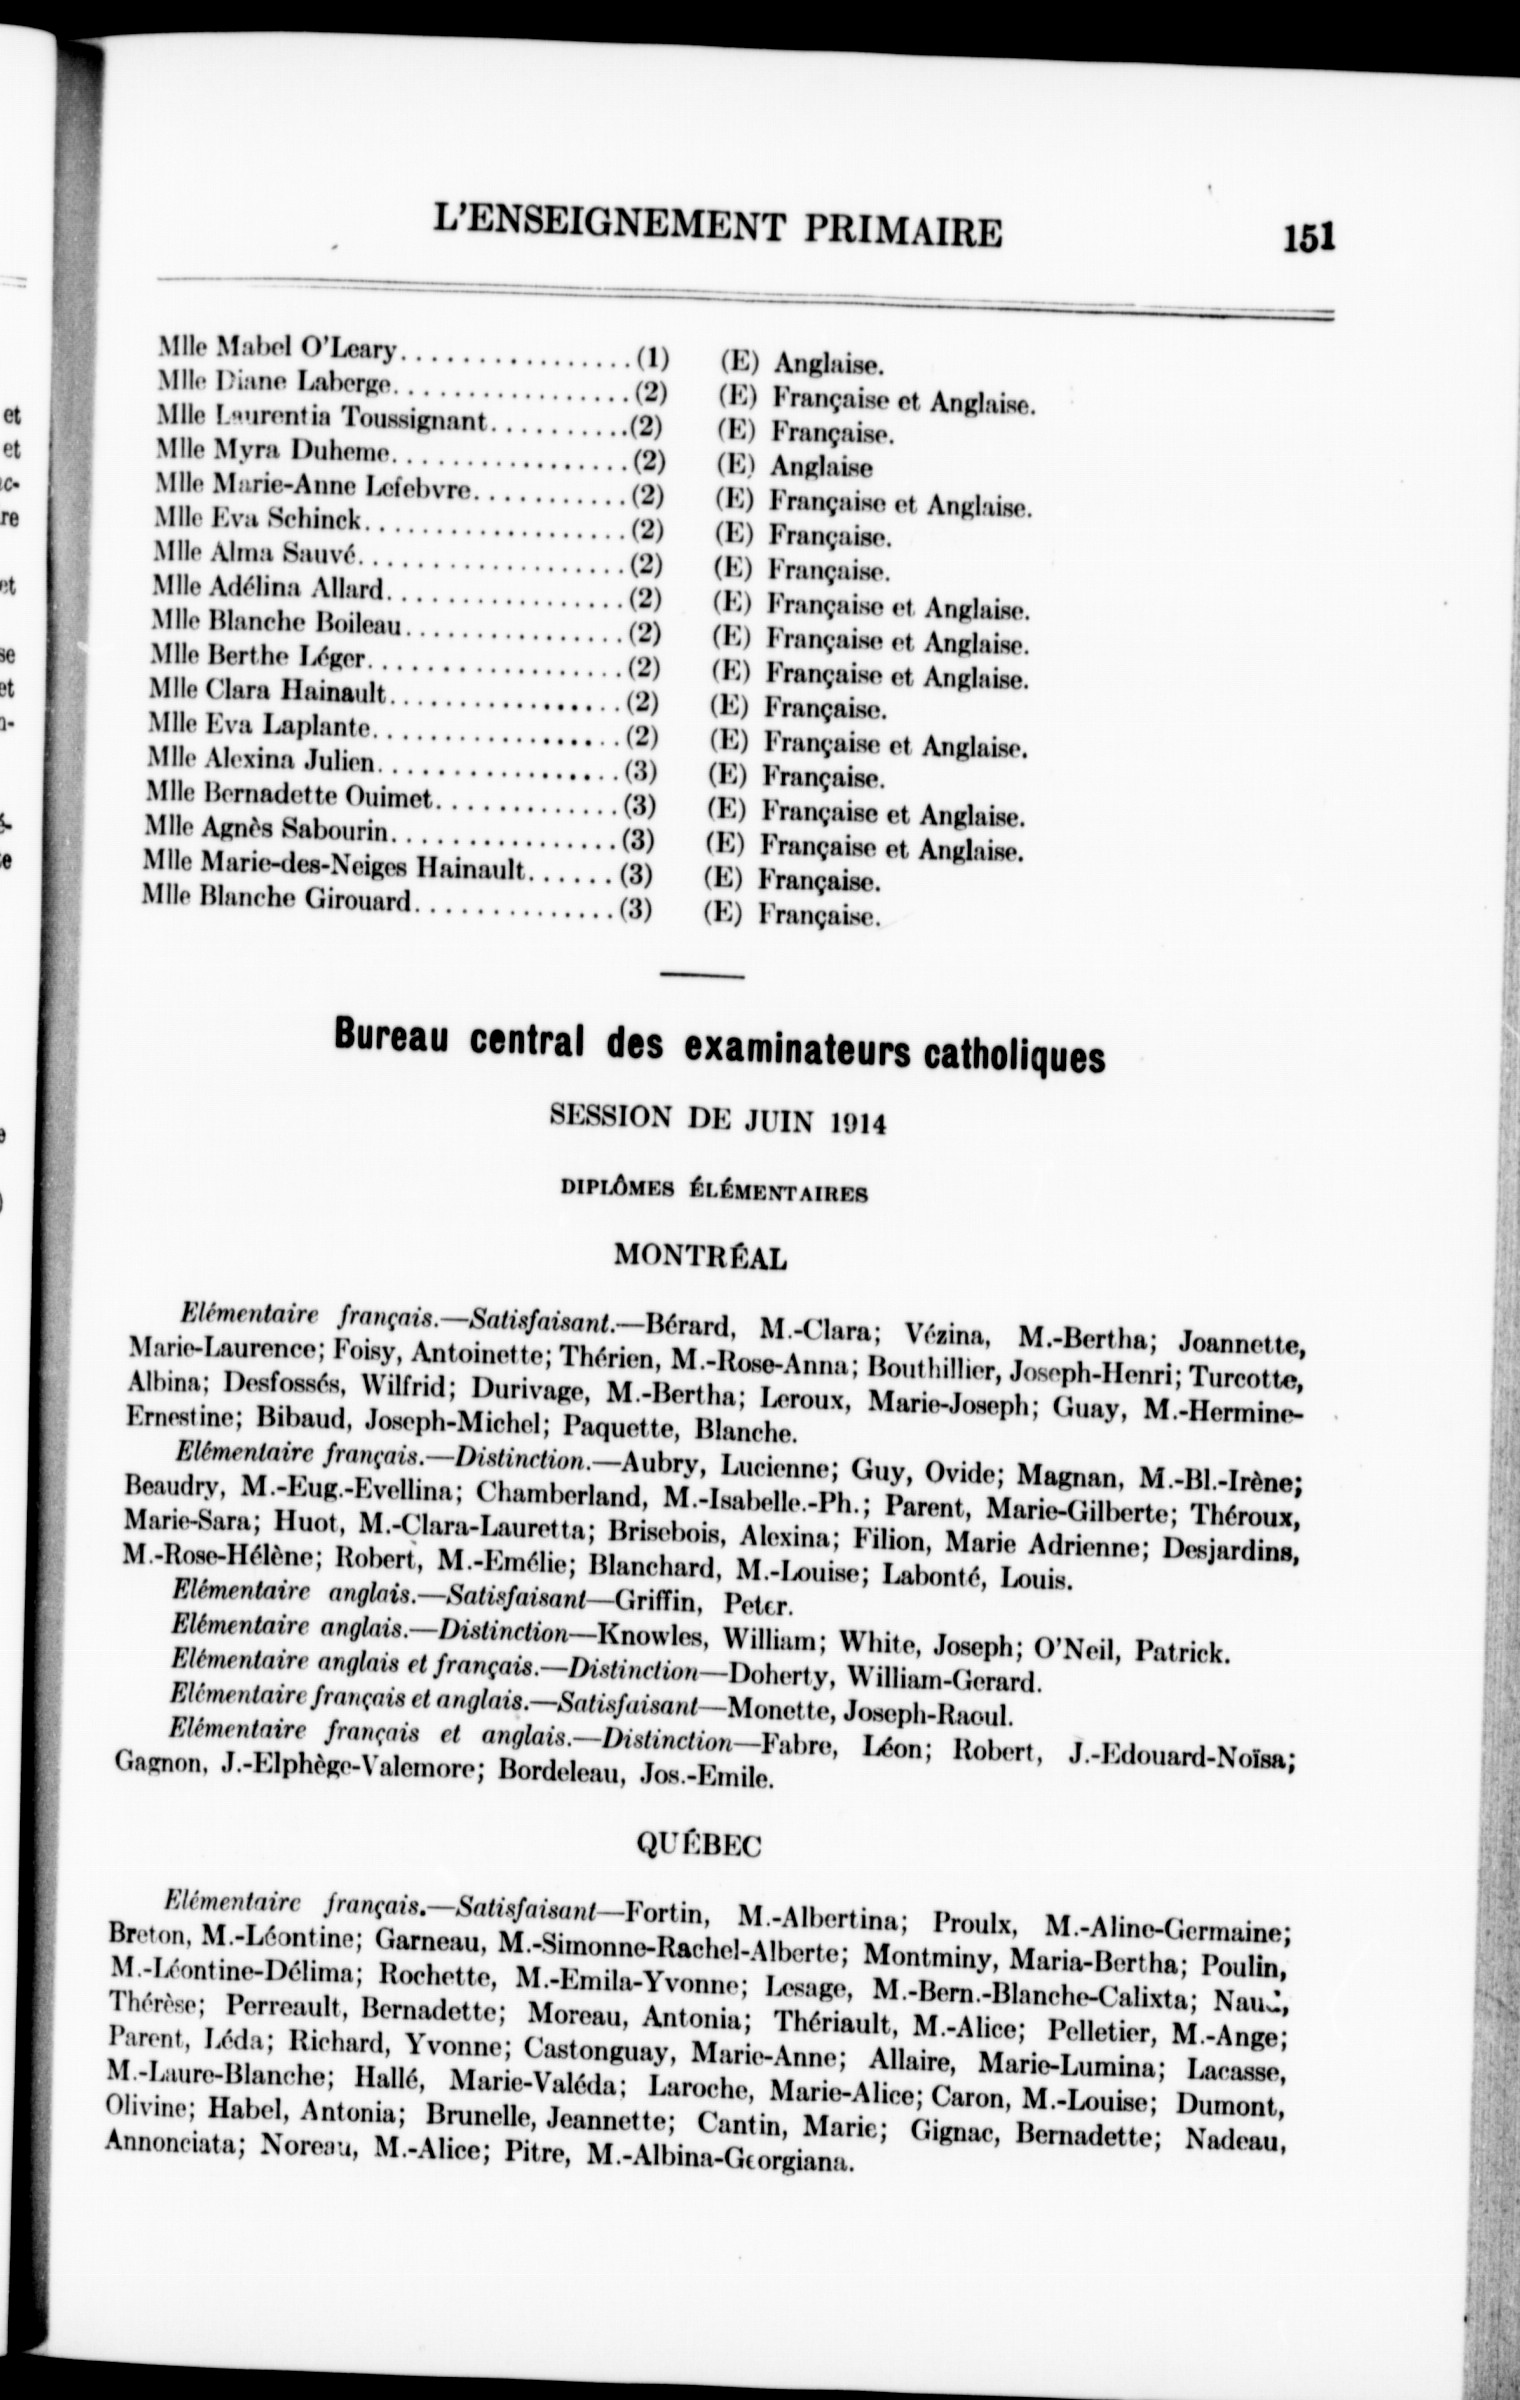 L'ENSEIGNEMENT PRIMAIRE 151
Mlle Mabel O'Leary................(1) (E) Anglaise.
Mlle Diane Laberge................(2) (E) Française et Anglaise.
Mlle Laurentia Toussignant..........(2) (E) Française.
Mlle Myra Duheme................(2) (E) Anglaise
Mlle Marie-Anne Lefebvre...........(2) (E) Française et Anglaise.
Mlle Eva Schinck...................(2) (E) Française.
Mlle Alma Sauvé...................(2) (E) Française.
Mlle Adélina Allard................(2) (E) Française et Anglaise.
Mlle Blanche Boileau...............(2) (E) Française et Anglaise.
Mlle Berthe Léger..................(2) (E) Française et Anglaise.
Mlle Clara Hainault................(2) (E) Française.
Mlle Eva Laplante.................(2) (E) Française et Anglaise.
Mlle Alexina Julien................(3) (E) Française.
Mlle Bernadette Ouimet.............(3) (E) Française et Anglaise.
Mlle Agnès Sabourin................(3) (E) Française et Anglaise.
Mlle Marie-des-Neiges Hainault......(3) (E) Française.
Mlle Blanche Girouard..............(3) (E) Française.
Bureau central des examinateurs catholiques
SESSION DE JUIN 1914
DIPLÔMES ÉLÉMENTAIRES
MONTRÉAL
Elémentaire français.—Satisfaisant.—Bérard, M.-Clara; Vézina, M.-Bertha; Joannette,
Marie-Laurence; Foisy, Antoinette; Thérien, M.-Rose-Anna; Bouthillier, Joseph-Henri; Turcotte,
Albina; Desfossés, Wilfrid; Durivage, M.-Bertha; Leroux, Marie-Joseph; Guay, M.-Hermine-
Ernestine; Bibaud, Joseph-Michel; Paquette, Blanche.
Elémentaire français.—Distinction.—Aubry, Lucienne; Guy, Ovide; Magnan, M.-Bl.-Irène;
Beaudry, M.-Eug.-Evellina; Chamberland, M.-Isabelle.-Ph.; Parent, Marie-Gilberte; Théroux,
Marie-Sara; Huot, M.-Clara-Lauretta; Brisebois, Alexina; Filion, Marie Adrienne; Desjardins,
M.-Rose-Hélène; Robert, M.-Emélie; Blanchard, M.-Louise; Labonté, Louis.
Elémentaire anglais.—Satisfaisant—Griffin, Peter.
Elémentaire anglais.—Distinction—Knowles, William; White, Joseph; O'Neil, Patrick.
Elémentaire anglais et français.—Distinction—Doherty, William-Gerard.
Elémentaire français et anglais.—Satisfaisant—Monette, Joseph-Raoul.
Elémentaire français et anglais.—Distinction—Fabre, Léon; Robert, J.-Edouard-Noïsa;
Gagnon, J.-Elphège-Valemore; Bordeleau, Jos.-Emile.
QUÉBEC
Elémentaire français.—Satisfaisant—Fortin, M.-Albertina; Proulx, M.-Aline-Germaine;
Breton, M.-Léontine; Garneau, M.-Simonne-Rachel-Alberte; Montminy, Maria-Bertha; Poulin,
M.-Léontine-Délima; Rochette, M.-Emila-Yvonne; Lesage, M.-Bern.-Blanche-Calixta;
Thérèse; Perreault, Bernadette; Moreau, Antonia; Thériault, M.-Alice; Pelletier, M.-Ange;
Parent, Léda; Richard, Yvonne; Castonguay, Marie-Anne; Allaire, Marie-Lumina; Lacasse,
M.-Laure-Blanche; Hallé, Marie-Valéda; Laroche, Marie-Alice; Caron, M.-Louise; Dumont,
Olivine; Habel, Antonia; Brunelle, Jeannette; Cantin, Marie; Gignac, Bernadette; Nadeau,
Annonciata; Noreau, M.-Alice; Pitre, M.-Albina-Georgiana.